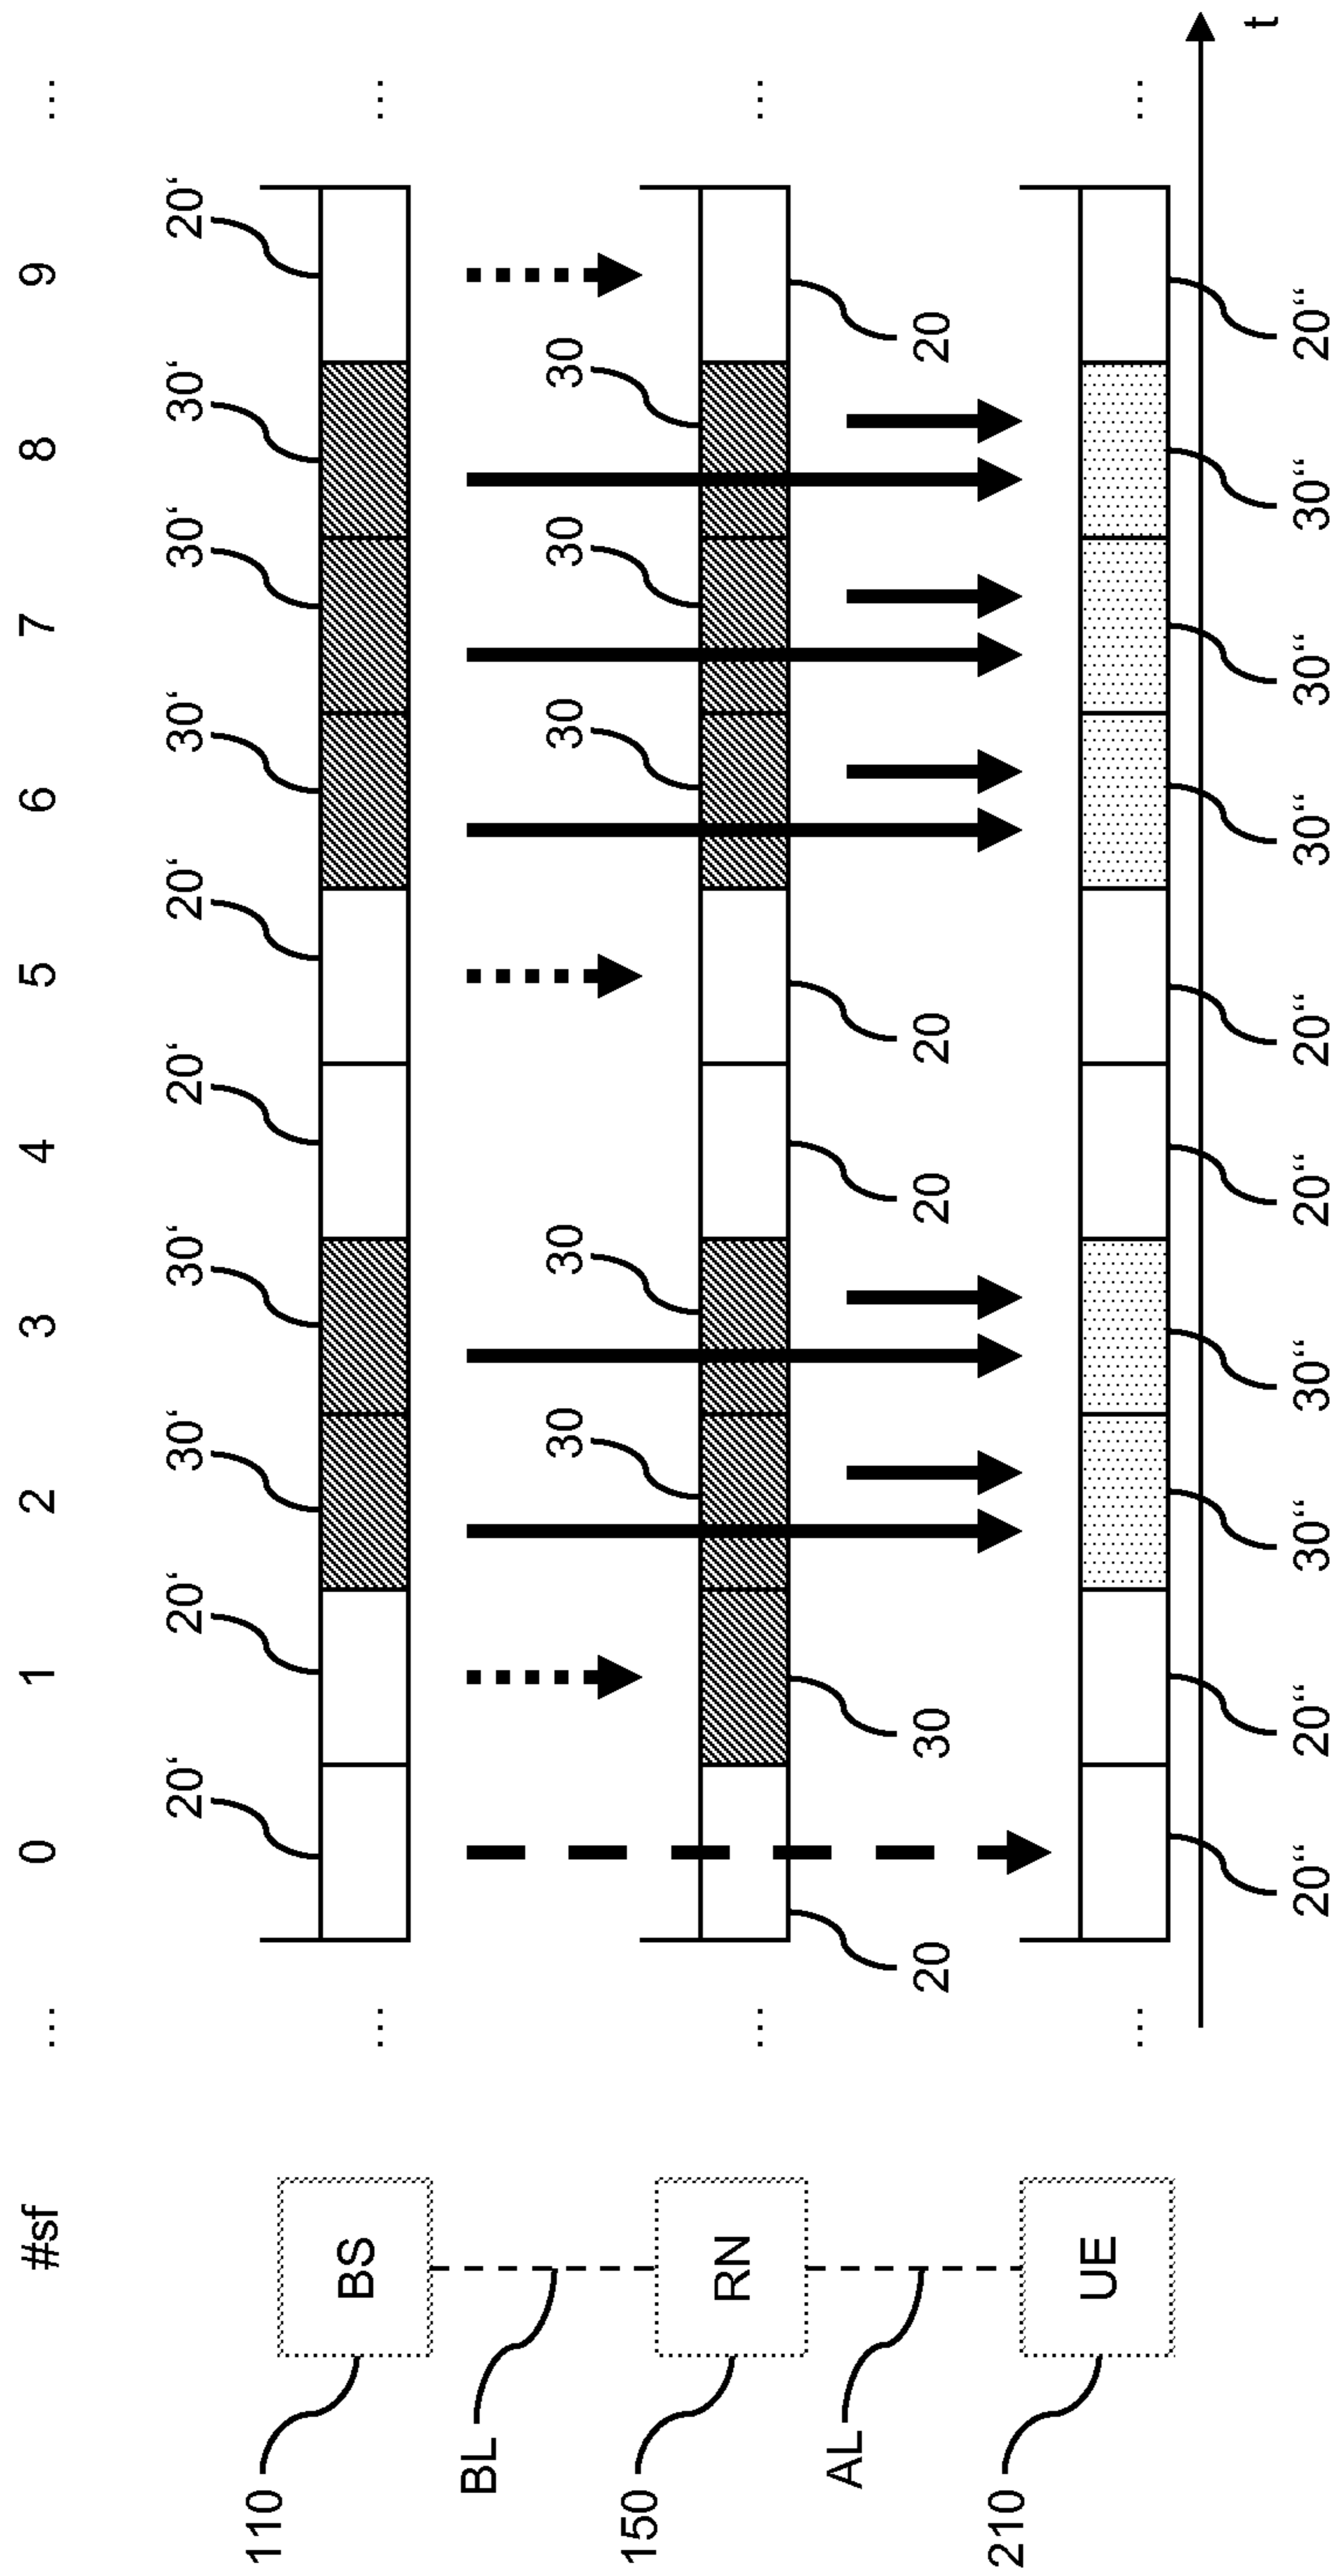 #sf ... 0 1 2 3 4 5 6 7 8 9 ...
20‘ 20‘ 30‘ 30‘ 20‘ 20‘ 30‘ 30‘ 30‘ 20‘
110 BS ... ...
BL
30 30 30 30 30
150 RN ... ...
AL
20 30 20 20 20
210 UE ... ...
t
20“ 20“ 30“ 30“ 20“ 20“ 30“ 30“ 30“ 20“